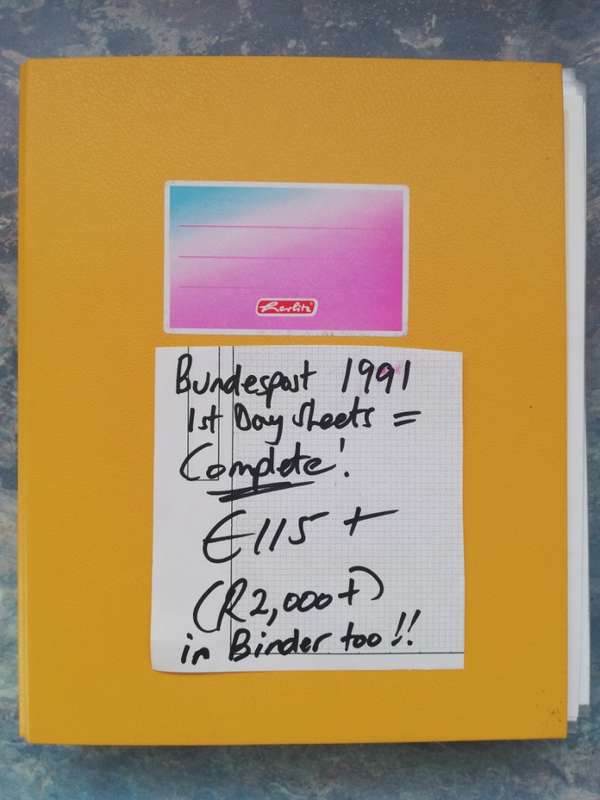 Herlitz
Bundespost 1991
1st Day sheets =
Complete!
€115 +
(R2,000+)
in Binder too!!